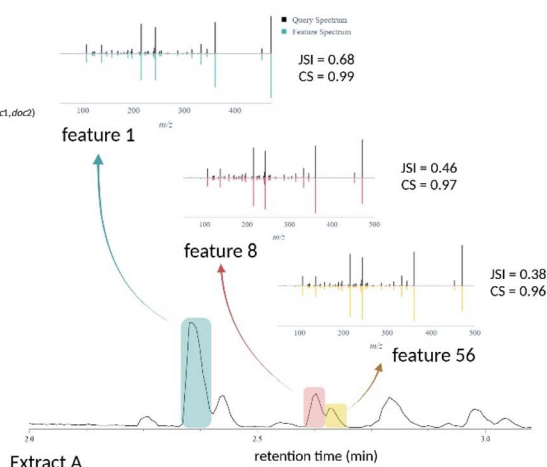 Query Spectrum
Feature Spectrum
JSI = 0.68
CS = 0.99
100 200 300 400
m/z
c1,doc2)
feature 1
JSI = 0.46
CS = 0.97
100 200 300 400 500
m/z
feature 8
JSI = 0.38
CS = 0.96
100 200 300 400 500
m/z
feature 56
2.0 2.5 3.0
retention time (min)
Extract A